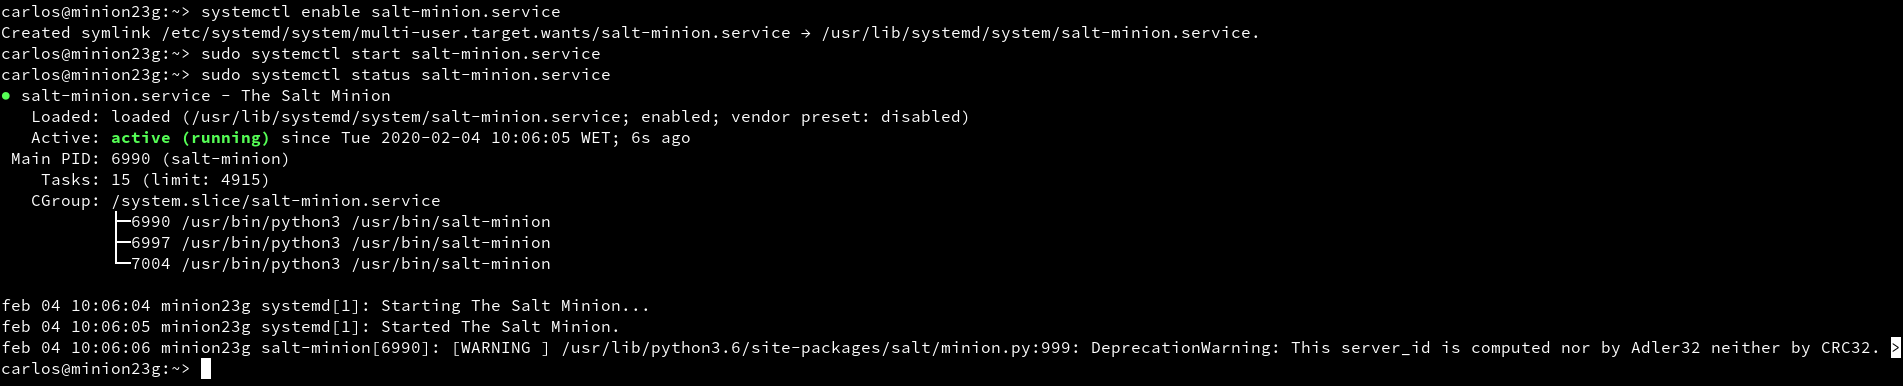 carlos@minion23g:~> systemctl enable salt-minion.service
Created symlink /etc/systemd/system/multi-user.target.wants/salt-minion.service → /usr/lib/systemd/system/salt-minion.service.
carlos@minion23g:~> sudo systemctl start salt-minion.service
carlos@minion23g:~> sudo systemctl status salt-minion.service
● salt-minion.service - The Salt Minion
   Loaded: loaded (/usr/lib/systemd/system/salt-minion.service; enabled; vendor preset: disabled)
   Active: active (running) since Tue 2020-02-04 10:06:05 WET; 6s ago
 Main PID: 6990 (salt-minion)
    Tasks: 15 (limit: 4915)
   CGroup: /system.slice/salt-minion.service
           ├─6990 /usr/bin/python3 /usr/bin/salt-minion
           ├─6997 /usr/bin/python3 /usr/bin/salt-minion
           └─7004 /usr/bin/python3 /usr/bin/salt-minion

feb 04 10:06:04 minion23g systemd[1]: Starting The Salt Minion...
feb 04 10:06:05 minion23g systemd[1]: Started The Salt Minion.
feb 04 10:06:06 minion23g salt-minion[6990]: [WARNING ] /usr/lib/python3.6/site-packages/salt/minion.py:999: DeprecationWarning: This server_id is computed nor by Adler32 neither by CRC32. >
carlos@minion23g:~>